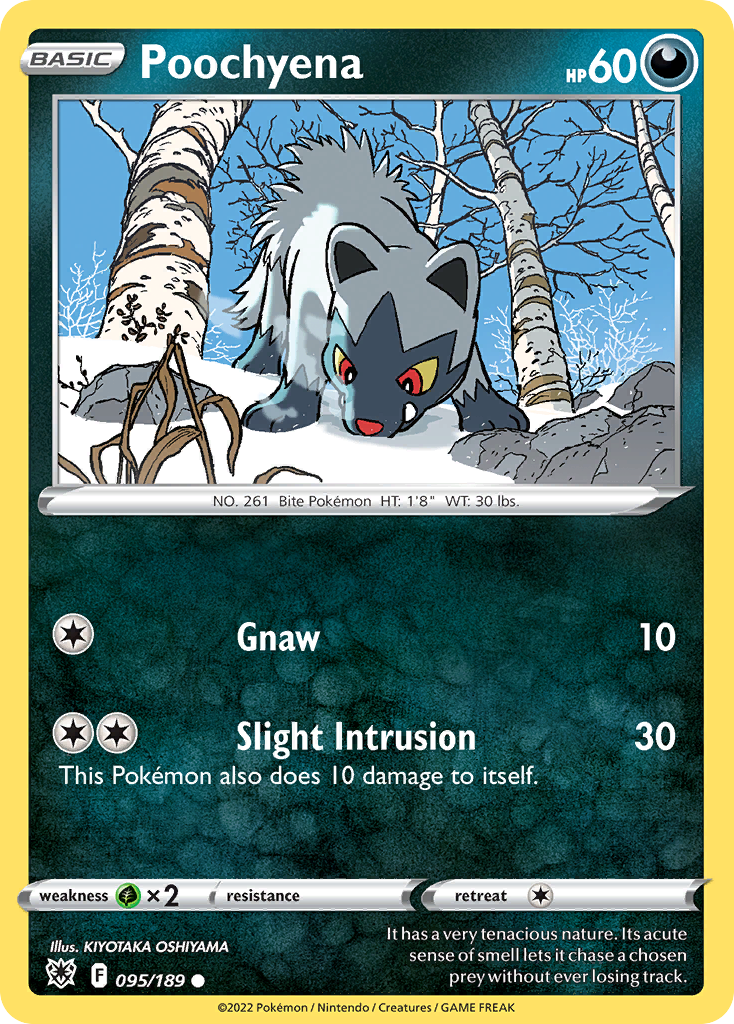 BASIC Poochyena HP 60
NO. 261 Bite Pokémon HT: 1'8" WT: 30 lbs.
Gnaw 10
Slight Intrusion 30
This Pokémon also does 10 damage to itself.
weakness ×2 resistance retreat
Illus. KIYOTAKA OSHIYAMA
It has a very tenacious nature. Its acute
sense of smell lets it chase a chosen
prey without ever losing track.
F 095/189
©2022 Pokémon / Nintendo / Creatures / GAME FREAK